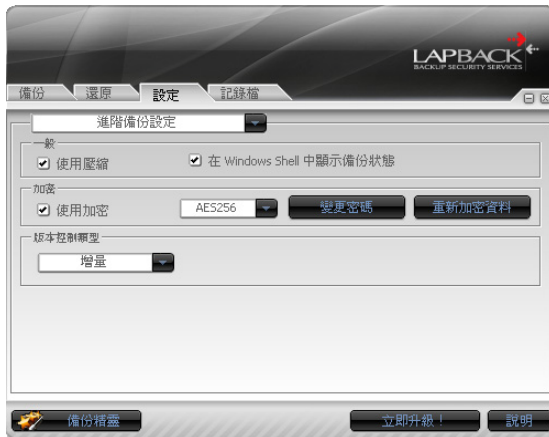 LAPBACK
BACKUP SECURITY SERVICES
備份 還原 設定 記錄檔
進階備份設定
一般
使用壓縮 在 Windows Shell 中顯示備份狀態
加密
使用加密 AES256 變更密碼 重新加密資料
版本控制類型
增量
備份精靈 立即升級！ 說明